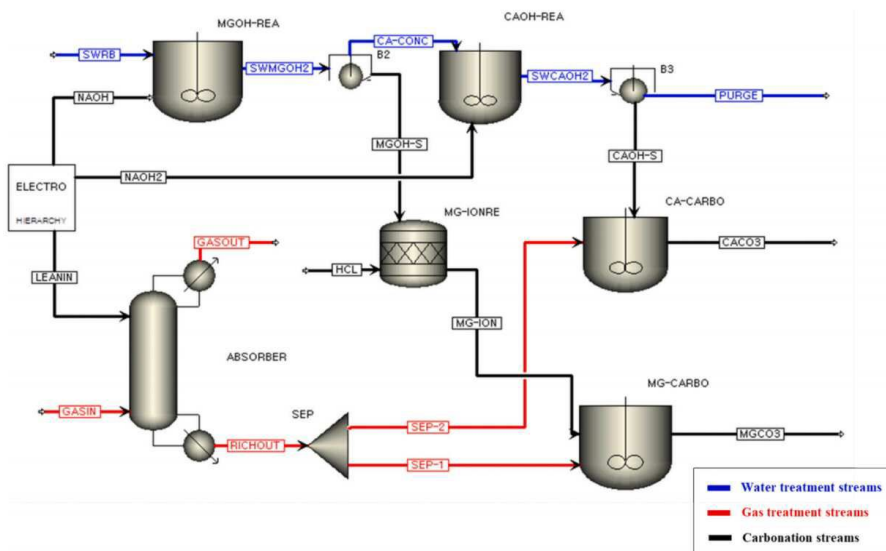 MGOH-REA
CAOH-REA
SWRB
SWMGOH2
CA-CONC
B2
SWCAOH2
B3
PURGE
NAOH
MGOH-S
CAOH-S
ELECTRO
HIERARCHY
NAOH2
MG-IONRE
CA-CARBO
GASOUT
HCL
CACO3
LEANIN
MG-ION
ABSORBER
MG-CARBO
GASIN
SEP
SEP-2
RICHOUT
SEP-1
MGCO3
Water treatment streams
Gas treatment streams
Carbonation streams